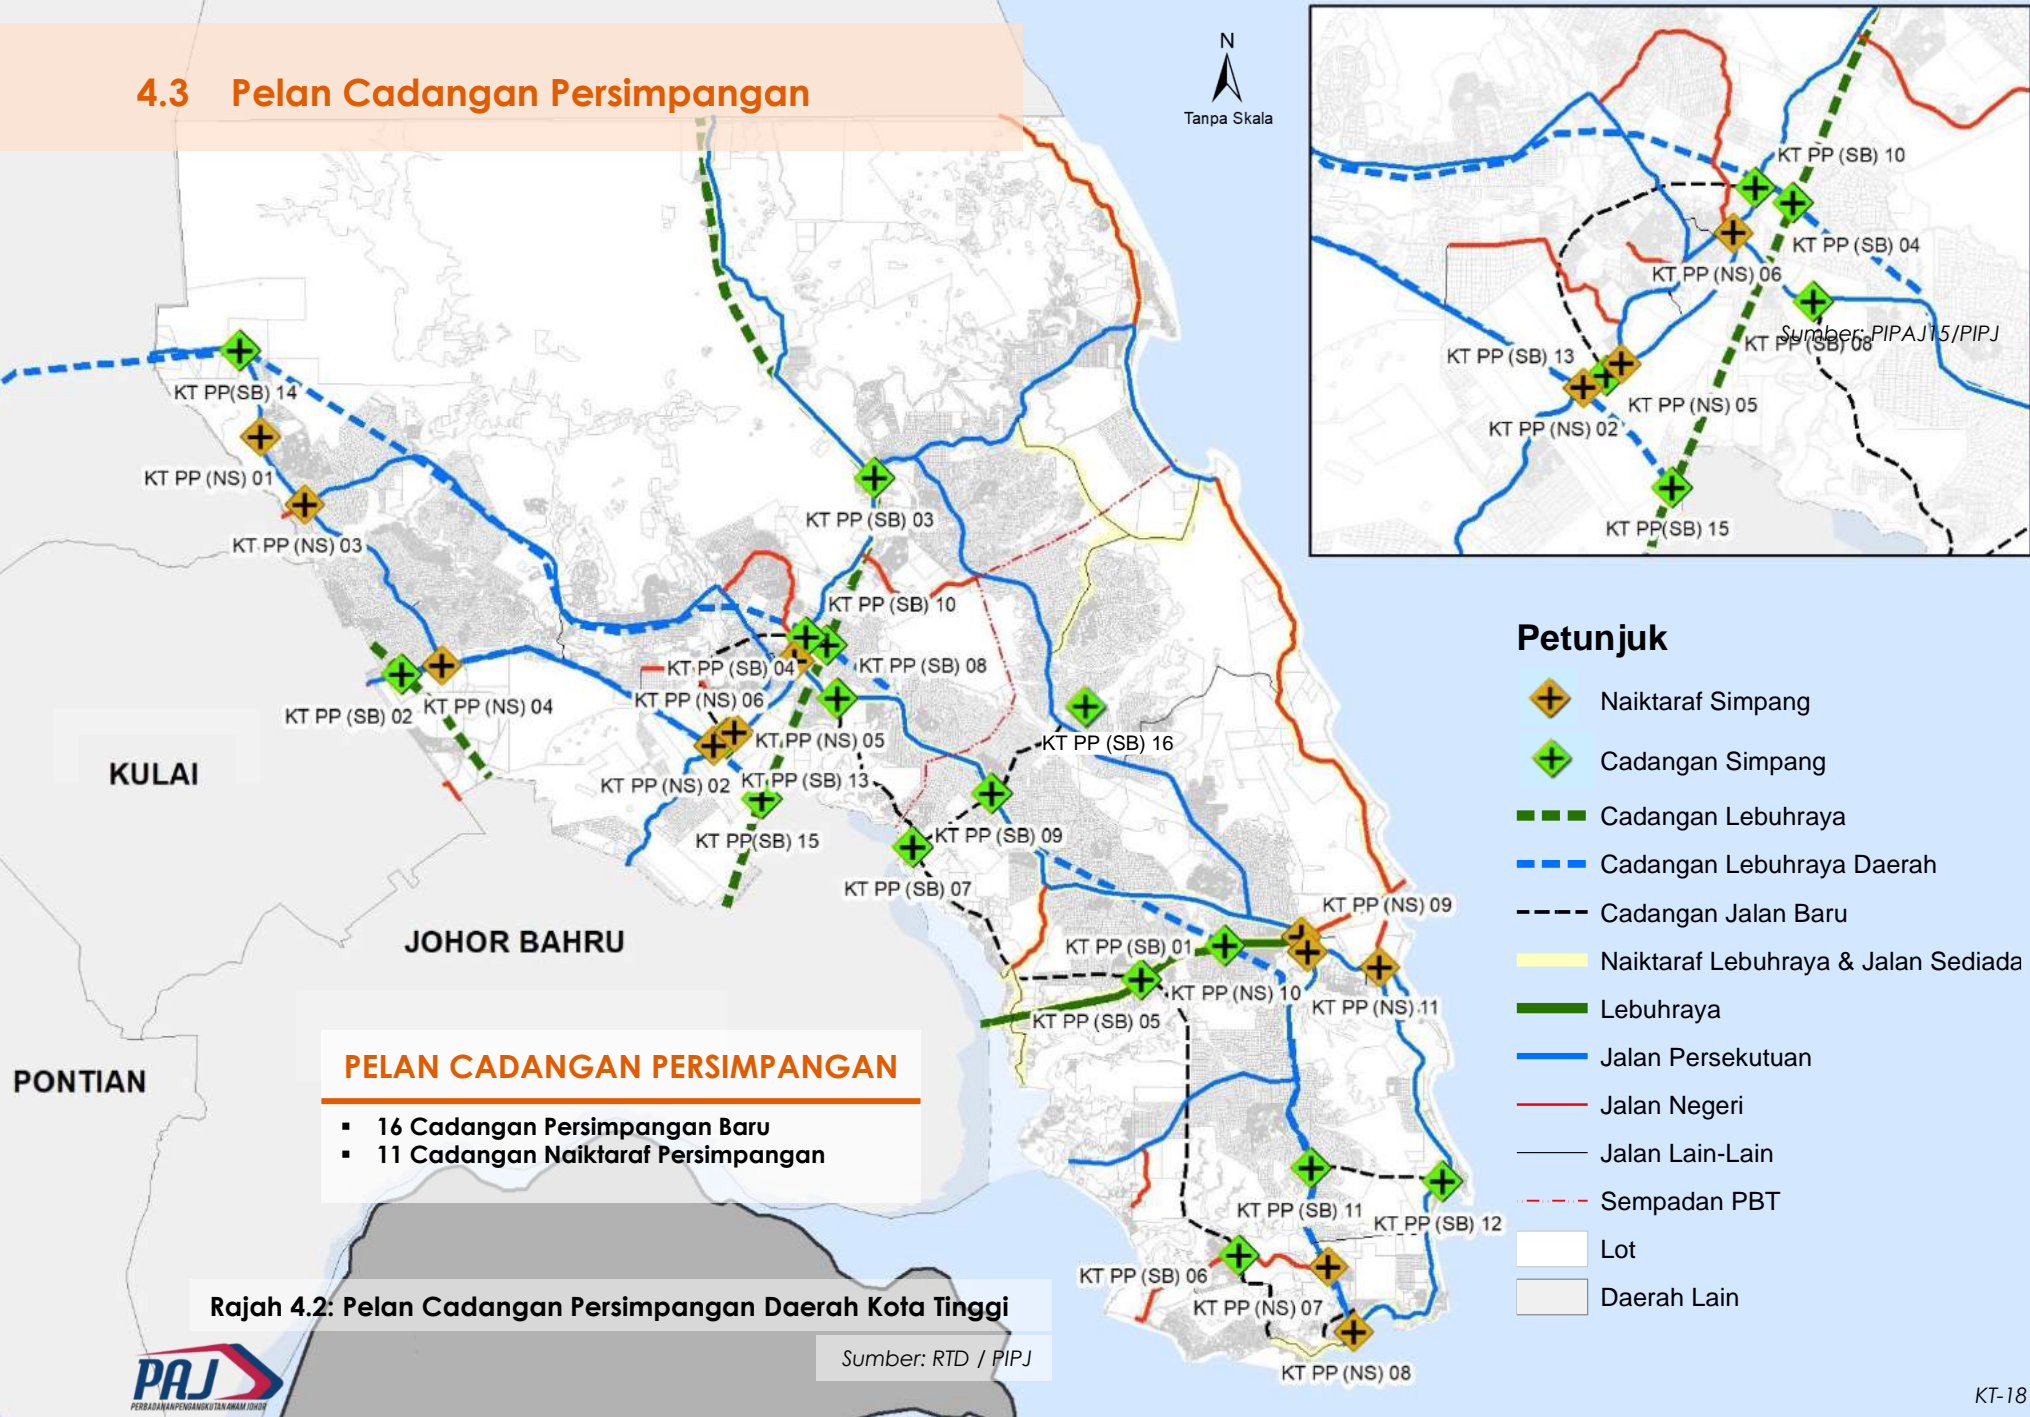 4.3 Pelan Cadangan Persimpangan
N
Tanpa Skala
KT PP (SB) 10
KT PP (SB) 04
KT PP (NS) 06
Sumber: PIPAJ15/PIPJ
KT PP (SB) 08
KT PP (SB) 13
KT PP (NS) 05
KT PP (NS) 02
KT PP(SB) 15
KT PP(SB) 14
KT PP (NS) 01
KT PP (NS) 03
KT PP (SB) 03
KT PP (SB) 10
KT PP (SB) 04
KT PP (SB) 08
KT PP (NS) 06
KT PP (NS) 04
KT PP (SB) 02
KT PP (NS) 05
KT PP (SB) 16
KT PP (NS) 02
KT PP (SB) 13
KT PP(SB) 15
KT PP (SB) 09
KT PP (SB) 07
KT PP (NS) 09
KT PP (SB) 01
KT PP (NS) 10
KT PP (NS) 11
KT PP (SB) 05
KT PP (SB) 11
KT PP (SB) 12
KT PP (SB) 06
KT PP (NS) 07
KT PP (NS) 08
KULAI
JOHOR BAHRU
PONTIAN
PELAN CADANGAN PERSIMPANGAN
▪ 16 Cadangan Persimpangan Baru
▪ 11 Cadangan Naiktaraf Persimpangan
Rajah 4.2: Pelan Cadangan Persimpangan Daerah Kota Tinggi
Sumber: RTD / PIPJ
PAJ
PERBADANAN PENGANGKUTAN AWAM JOHOR
Petunjuk
Naiktaraf Simpang
Cadangan Simpang
Cadangan Lebuhraya
Cadangan Lebuhraya Daerah
Cadangan Jalan Baru
Naiktaraf Lebuhraya & Jalan Sediada
Lebuhraya
Jalan Persekutuan
Jalan Negeri
Jalan Lain-Lain
Sempadan PBT
Lot
Daerah Lain
KT-18